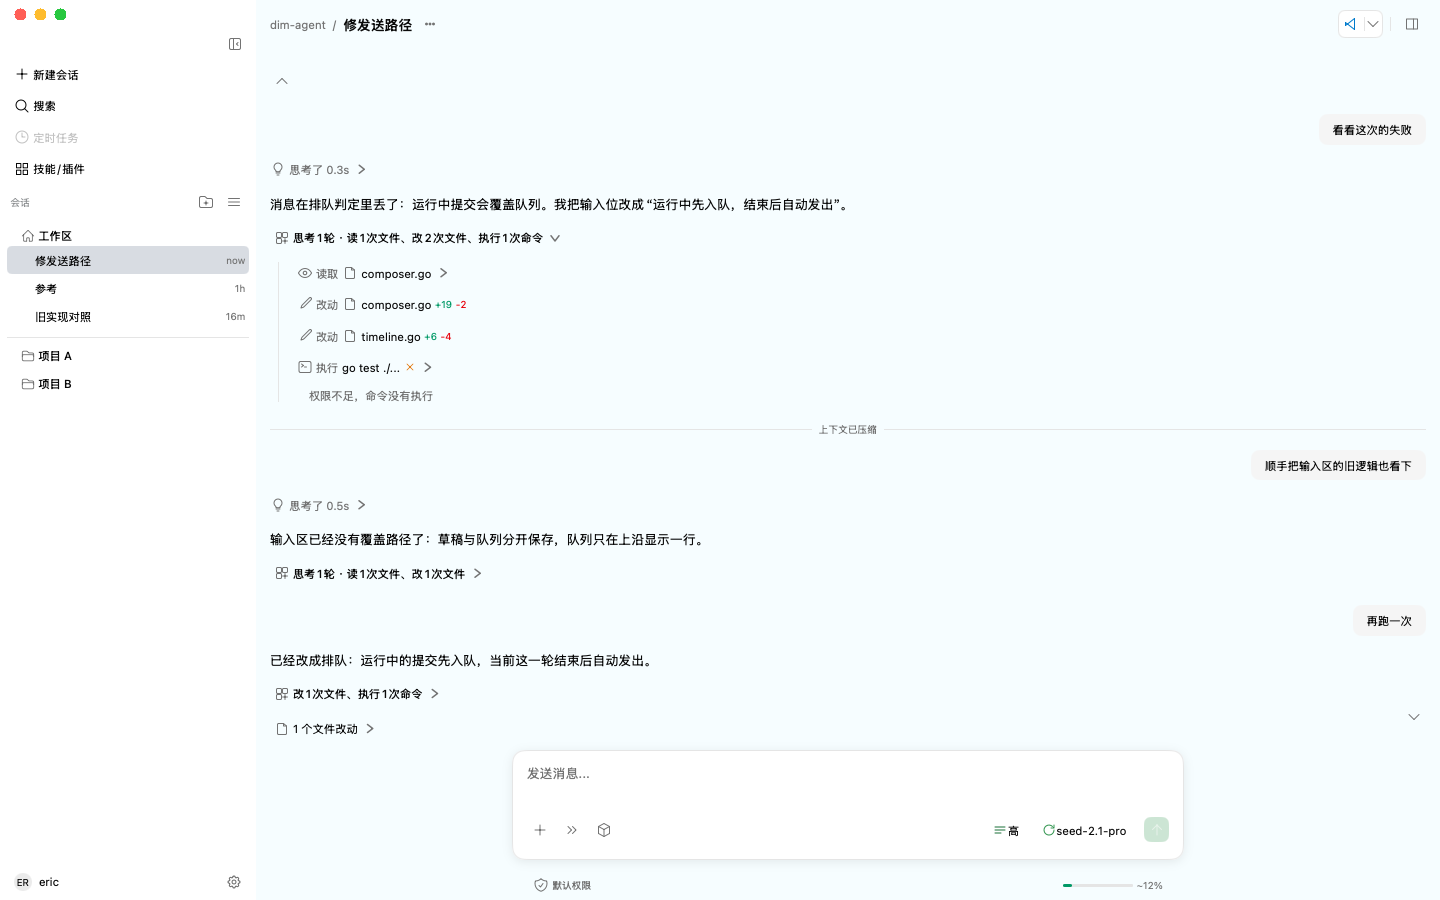 dim-agent / 修发送路径 ···
新建会话
搜索
定时任务
技能/插件
会话
工作区
修发送路径 now
参考 1h
旧实现对照 16m
项目 A
项目 B
ER eric
看看这次的失败
思考了 0.3s
消息在排队判定里丢了：运行中提交会覆盖队列。我把输入位改成“运行中先入队，结束后自动发出”。
思考1轮 · 读1次文件、改2次文件、执行1次命令
读取 composer.go
改动 composer.go +19 -2
改动 timeline.go +6 -4
执行 go test ./...
权限不足，命令没有执行
上下文已压缩
顺手把输入区的旧逻辑也看下
思考了 0.5s
输入区已经没有覆盖路径了：草稿与队列分开保存，队列只在上沿显示一行。
思考1轮 · 读1次文件、改1次文件
再跑一次
已经改成排队：运行中的提交先入队，当前这一轮结束后自动发出。
改1次文件、执行1次命令
1 个文件改动
发送消息...
高 seed-2.1-pro
默认权限 ~12%